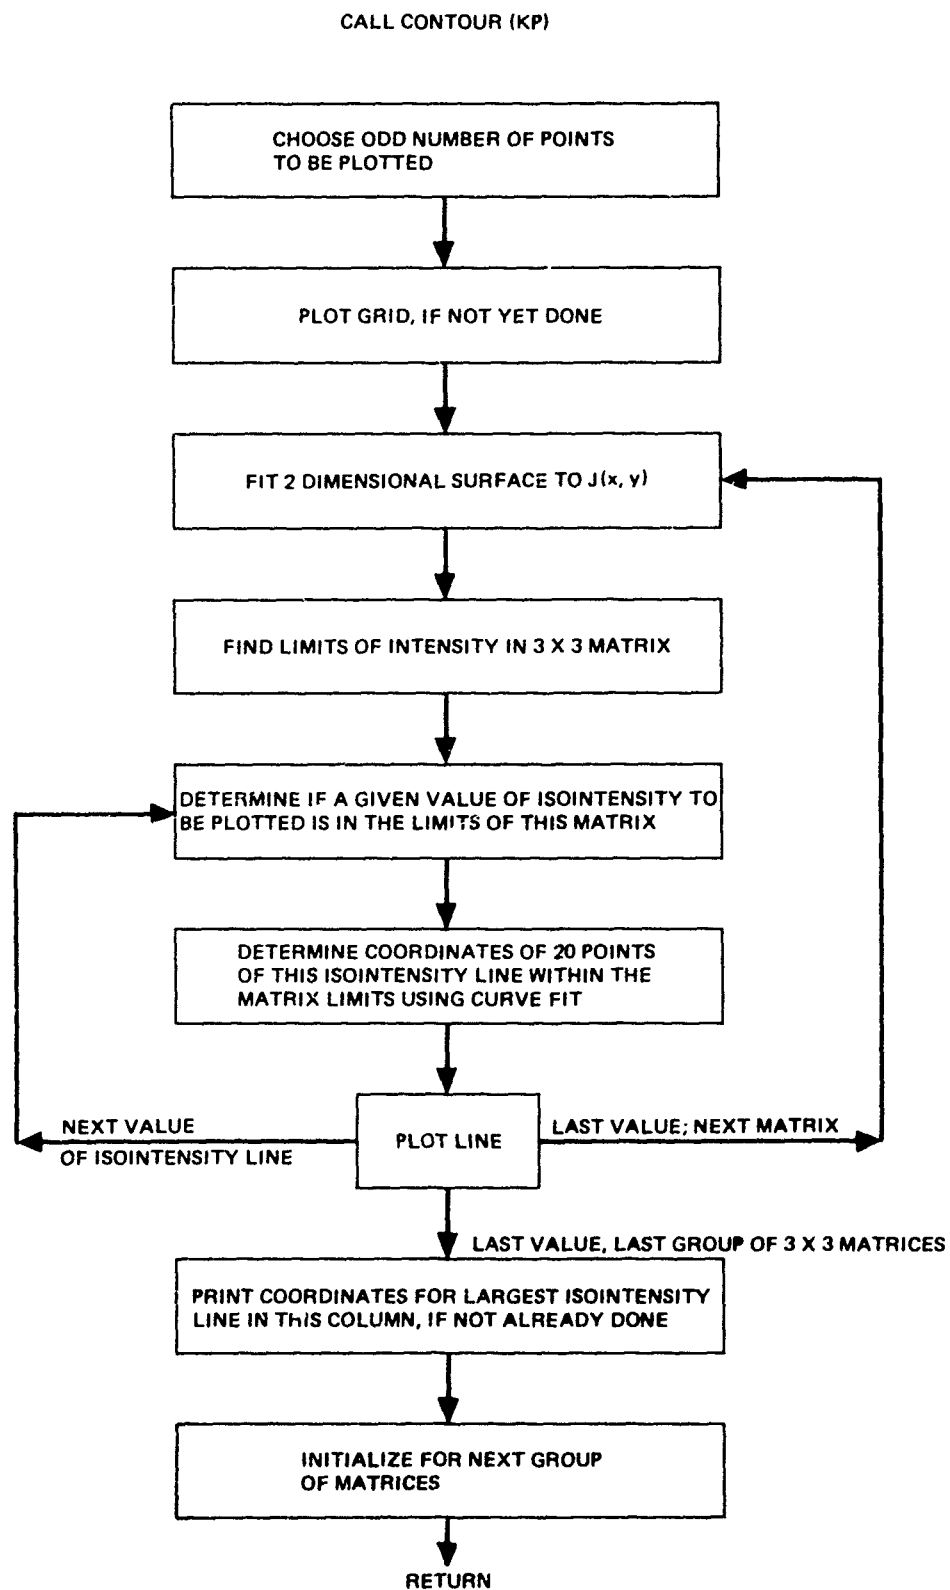 CALL CONTOUR (KP)
CHOOSE ODD NUMBER OF POINTS
TO BE PLOTTED
PLOT GRID, IF NOT YET DONE
FIT 2 DIMENSIONAL SURFACE TO J(x, y)
FIND LIMITS OF INTENSITY IN 3 X 3 MATRIX
DETERMINE IF A GIVEN VALUE OF ISOINTENSITY TO
BE PLOTTED IS IN THE LIMITS OF THIS MATRIX
DETERMINE COORDINATES OF 20 POINTS
OF THIS ISOINTENSITY LINE WITHIN THE
MATRIX LIMITS USING CURVE FIT
NEXT VALUE
OF ISOINTENSITY LINE
PLOT LINE
LAST VALUE; NEXT MATRIX
LAST VALUE, LAST GROUP OF 3 X 3 MATRICES
PRINT COORDINATES FOR LARGEST ISOINTENSITY
LINE IN THIS COLUMN, IF NOT ALREADY DONE
INITIALIZE FOR NEXT GROUP
OF MATRICES
RETURN